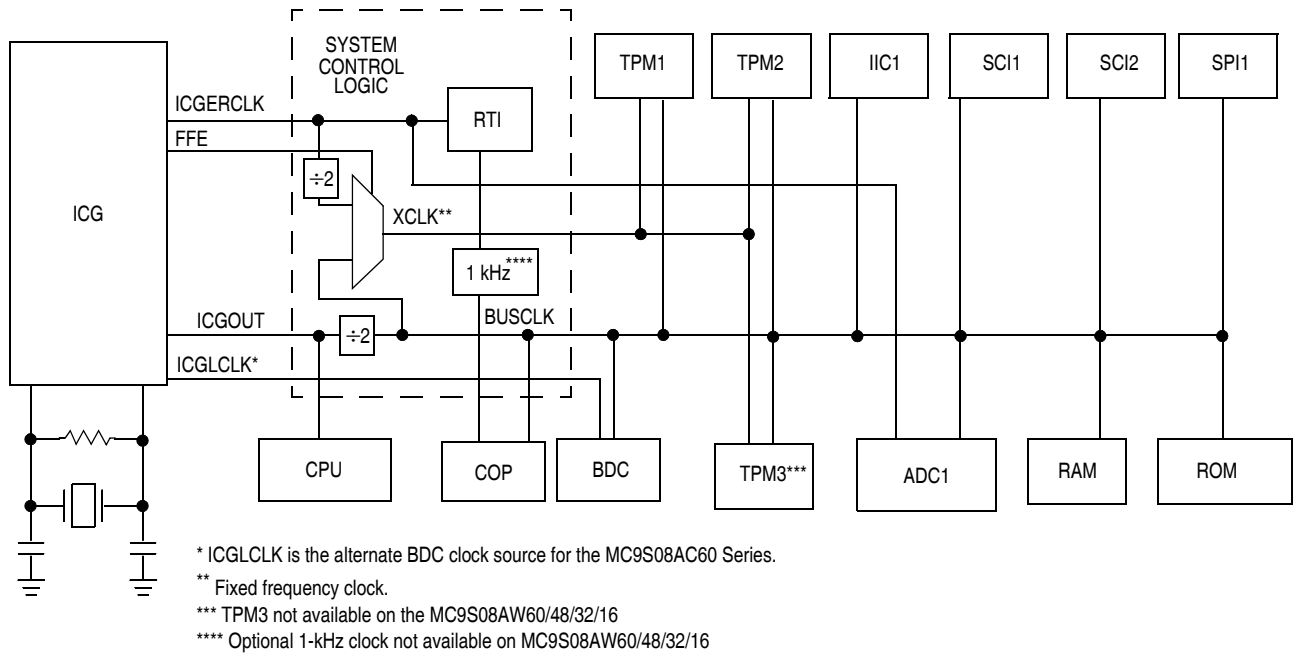 SYSTEM
CONTROL
LOGIC
TPM1
TPM2
IIC1
SCI1
SCI2
SPI1
ICGERCLK
RTI
FFE
÷2
ICG
XCLK**
1 kHz****
ICGOUT
÷2
BUSCLK
ICGLCLK*
CPU
COP
BDC
TPM3***
ADC1
RAM
ROM
* ICGLCLK is the alternate BDC clock source for the MC9S08AC60 Series.
** Fixed frequency clock.
*** TPM3 not available on the MC9S08AW60/48/32/16
**** Optional 1-kHz clock not available on MC9S08AW60/48/32/16